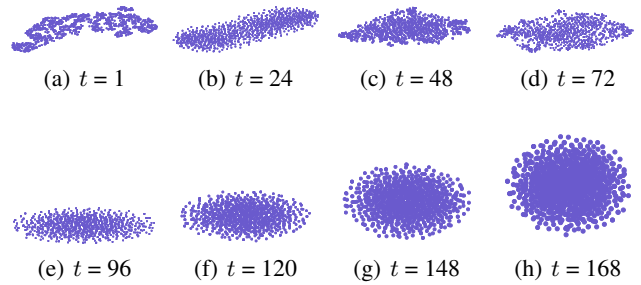 (a) t = 1 (b) t = 24 (c) t = 48 (d) t = 72
(e) t = 96 (f) t = 120 (g) t = 148 (h) t = 168